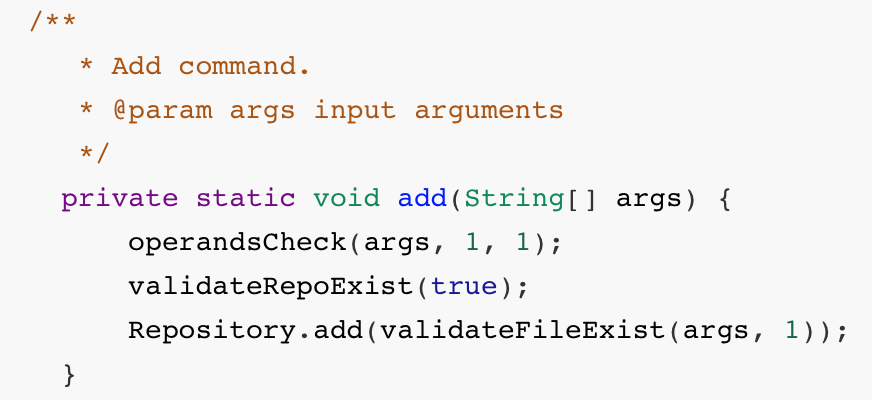 /**
 * Add command.
 * @param args input arguments
 */
private static void add(String[] args) {
    operandsCheck(args, 1, 1);
    validateRepoExist(true);
    Repository.add(validateFileExist(args, 1));
}